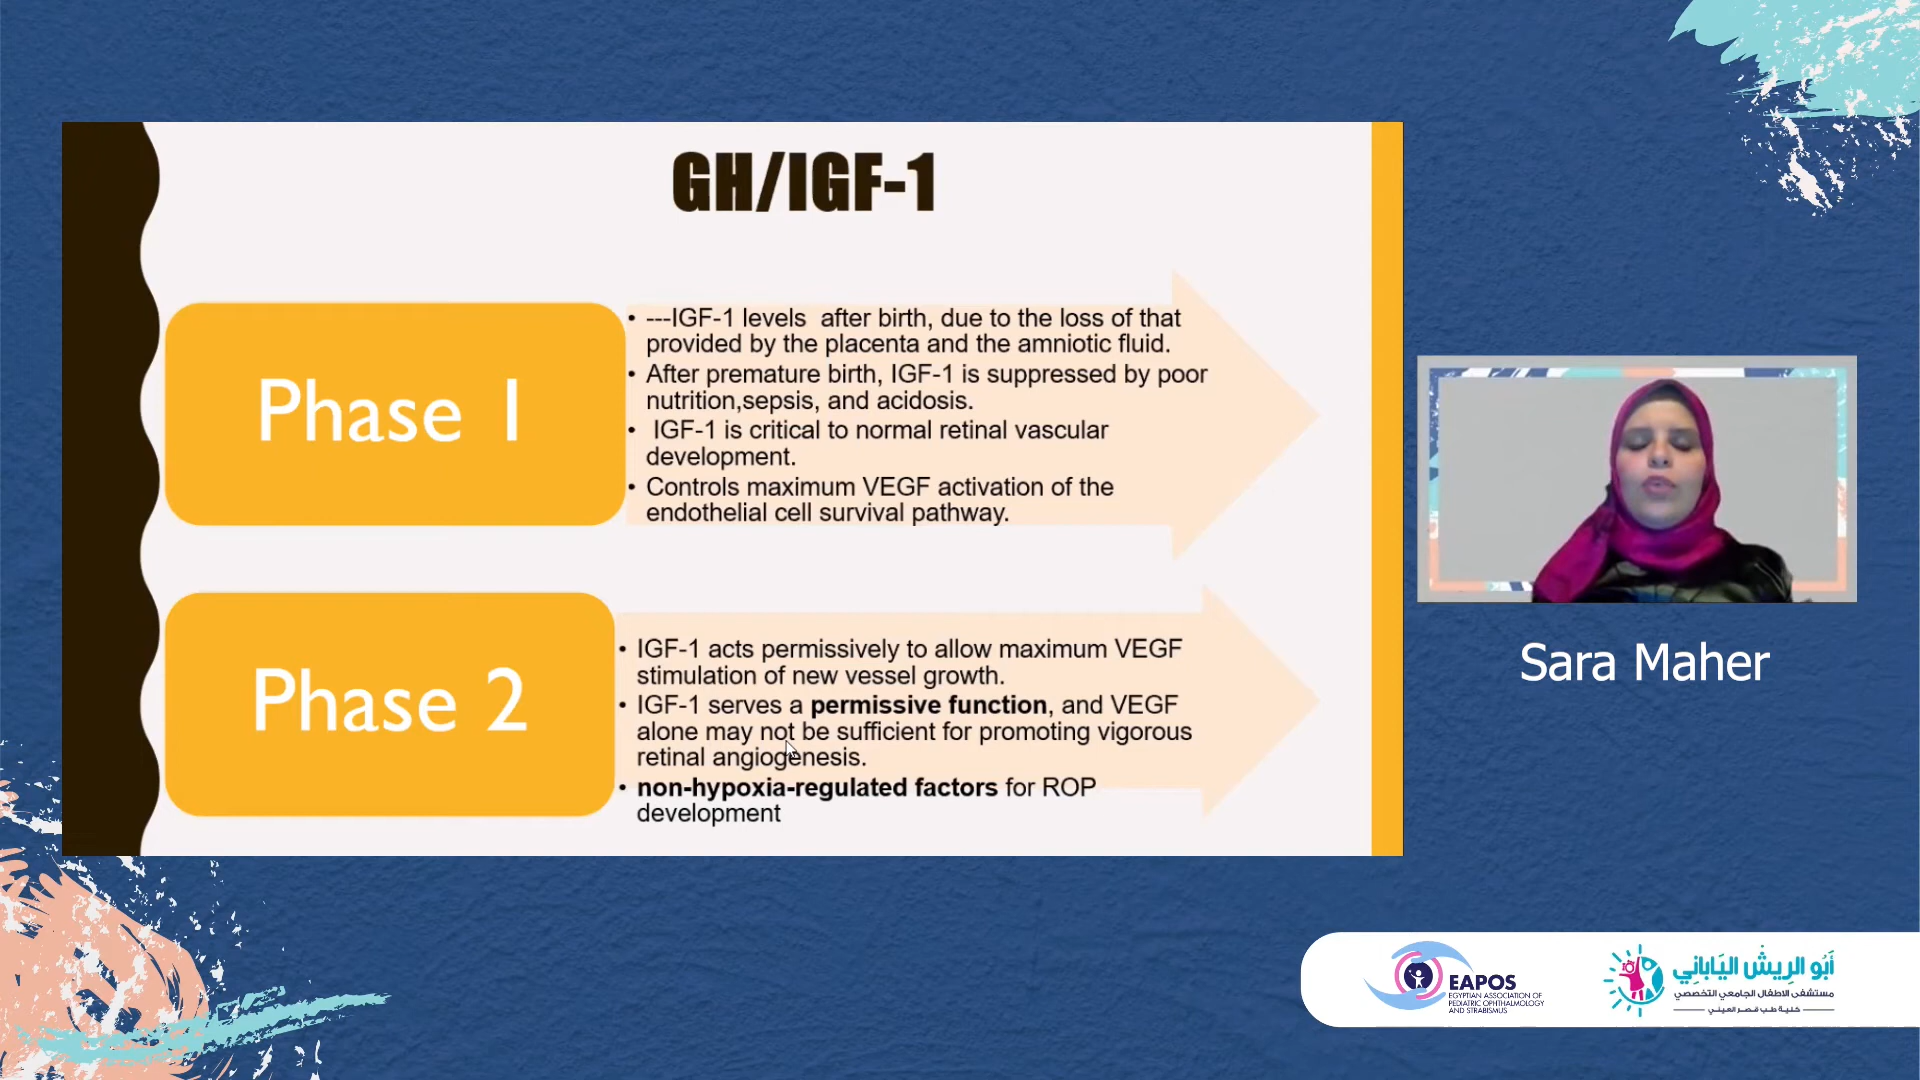 GH/IGF-1
Phase 1
• ---IGF-1 levels  after birth, due to the loss of that
provided by the placenta and the amniotic fluid.
• After premature birth, IGF-1 is suppressed by poor
nutrition,sepsis, and acidosis.
•  IGF-1 is critical to normal retinal vascular
development.
• Controls maximum VEGF activation of the
endothelial cell survival pathway.
Phase 2
• IGF-1 acts permissively to allow maximum VEGF
stimulation of new vessel growth.
• IGF-1 serves a permissive function, and VEGF
alone may not be sufficient for promoting vigorous
retinal angiogenesis.
• non-hypoxia-regulated factors for ROP
development
Sara Maher
EAPOS
EGYPTIAN ASSOCIATION OF
PEDIATRIC OPHTHALMOLOGY
AND STRABISMUS
أبو الريش الياباني
مستشفى الاطفال الجامعي التخصصي
كلية طب قصر العيني